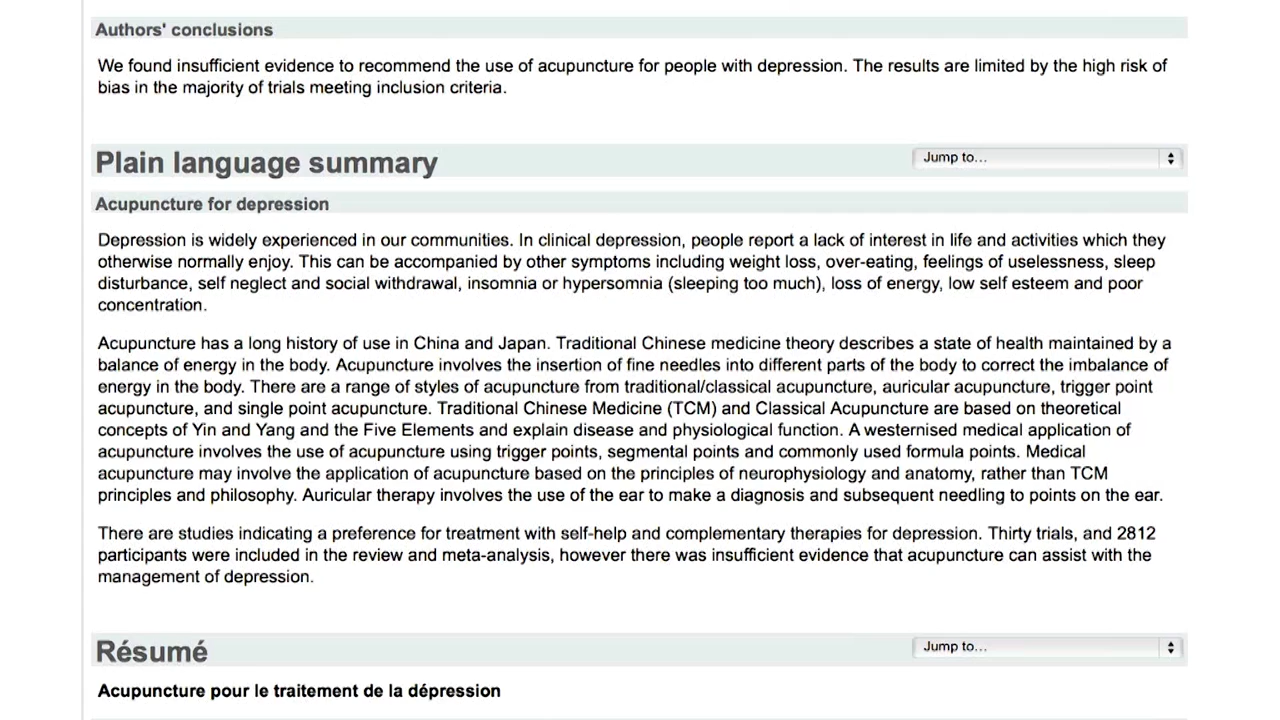 Authors' conclusions
We found insufficient evidence to recommend the use of acupuncture for people with depression. The results are limited by the high risk of
bias in the majority of trials meeting inclusion criteria.
Plain language summary
Jump to...
Acupuncture for depression
Depression is widely experienced in our communities. In clinical depression, people report a lack of interest in life and activities which they
otherwise normally enjoy. This can be accompanied by other symptoms including weight loss, over-eating, feelings of uselessness, sleep
disturbance, self neglect and social withdrawal, insomnia or hypersomnia (sleeping too much), loss of energy, low self esteem and poor
concentration.
Acupuncture has a long history of use in China and Japan. Traditional Chinese medicine theory describes a state of health maintained by a
balance of energy in the body. Acupuncture involves the insertion of fine needles into different parts of the body to correct the imbalance of
energy in the body. There are a range of styles of acupuncture from traditional/classical acupuncture, auricular acupuncture, trigger point
acupuncture, and single point acupuncture. Traditional Chinese Medicine (TCM) and Classical Acupuncture are based on theoretical
concepts of Yin and Yang and the Five Elements and explain disease and physiological function. A westernised medical application of
acupuncture involves the use of acupuncture using trigger points, segmental points and commonly used formula points. Medical
acupuncture may involve the application of acupuncture based on the principles of neurophysiology and anatomy, rather than TCM
principles and philosophy. Auricular therapy involves the use of the ear to make a diagnosis and subsequent needling to points on the ear.
There are studies indicating a preference for treatment with self-help and complementary therapies for depression. Thirty trials, and 2812
participants were included in the review and meta-analysis, however there was insufficient evidence that acupuncture can assist with the
management of depression.
Résumé
Jump to...
Acupuncture pour le traitement de la dépression